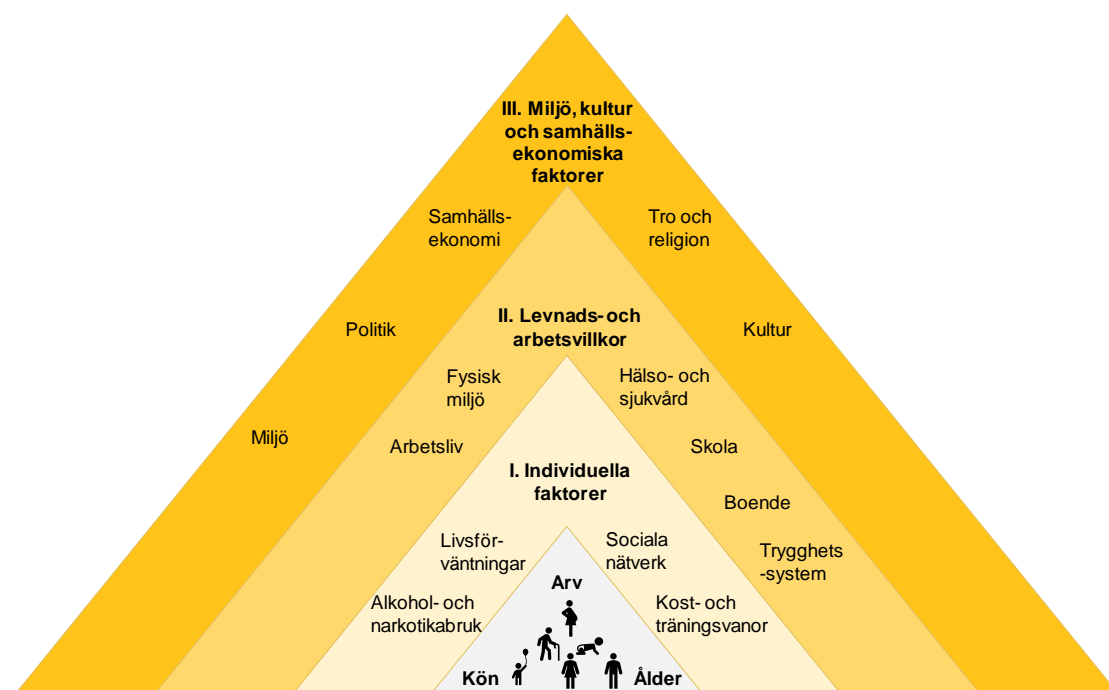 III. Miljö, kultur
och samhälls-
ekonomiska
faktorer
Samhälls-
ekonomi
Tro och
religion
Politik
Kultur
Miljö
II. Levnads- och
arbetsvillkor
Fysisk
miljö
Hälso- och
sjukvård
Arbetsliv
Skola
Boende
Trygghets
-system
I. Individuella
faktorer
Livsför-
väntningar
Sociala
nätverk
Alkohol- och
narkotikabruk
Kost- och
träningsvanor
Arv
Kön
Ålder